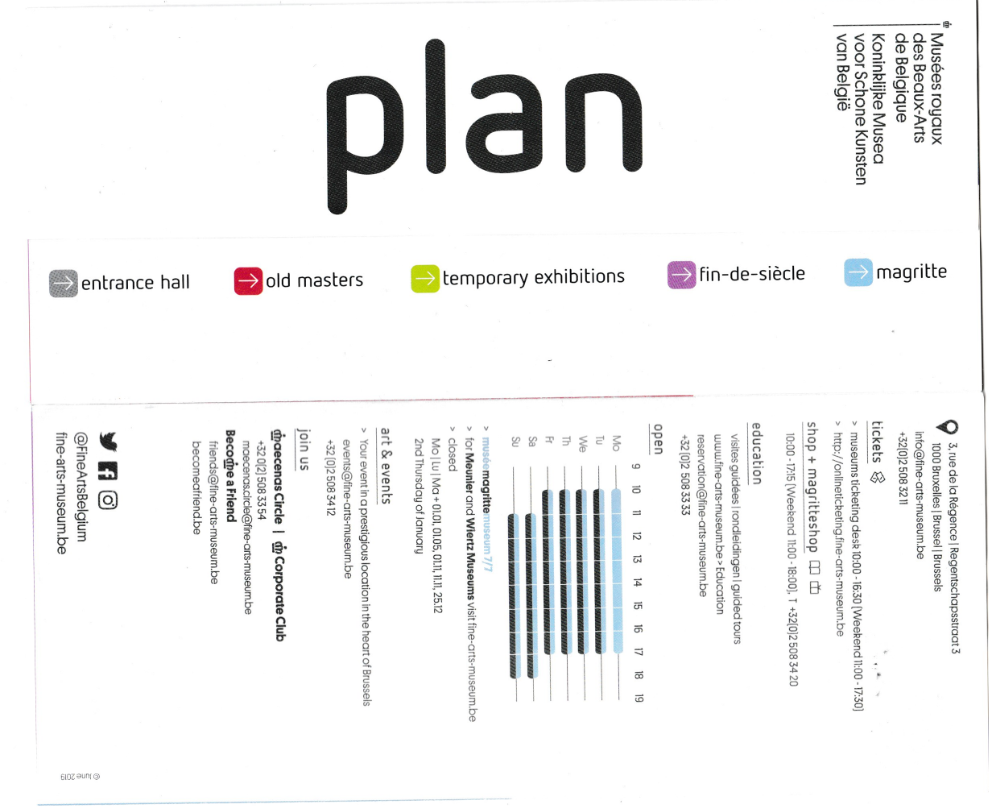 plan
Musées royaux
des Beaux-Arts
de Belgique
Koninklijke Musea
voor Schone Kunsten
van België
entrance hall
old masters
temporary exhibitions
fin-de-siècle
magritte
3, rue de la Régence | Regentschapsstraat 3
1000 Bruxelles | Brussel | Brussels
info@fine-arts-museum.be
+32(0)2 508 32 11
tickets
> museums ticketing desk 10:00 - 16:30 [Weekend 11:00 - 17:30]
> http://onlineticketing.fine-arts-museum.be
shop + magritteshop
10:00 - 17:15 [Weekend 11:00 - 18:00], T +32(0)2 508 34 20
education
visites guidées | rondleidingen | guided tours
www.fine-arts-museum.be > Education
reservation@fine-arts-museum.be
+32 (0)2 508 33 33
open
9 10 11 12 13 14 15 16 17 18 19
Mo
Tu
We
Th
Fr
Sa
Su
> musée magritte museum 7/7
> for Meunier and Wiertz Museums visit fine-arts-museum.be
> closed
Mo | Lu | Ma + 01.01, 01.05, 01.11, 11.11, 25.12
2nd Thursday of January
art & events
> Your event in a prestigious location in the heart of Brussels
events@fine-arts-museum.be
+32 (0)2 508 34 12
join us
maecenas Circle | Corporate Club
+32 0(2) 508 33 54
maecenascircle@fine-arts-museum.be
Become a Friend
friends@fine-arts-museum.be
becomeafriend.be
@FineArtsBelgium
fine-arts-museum.be
© June 2019